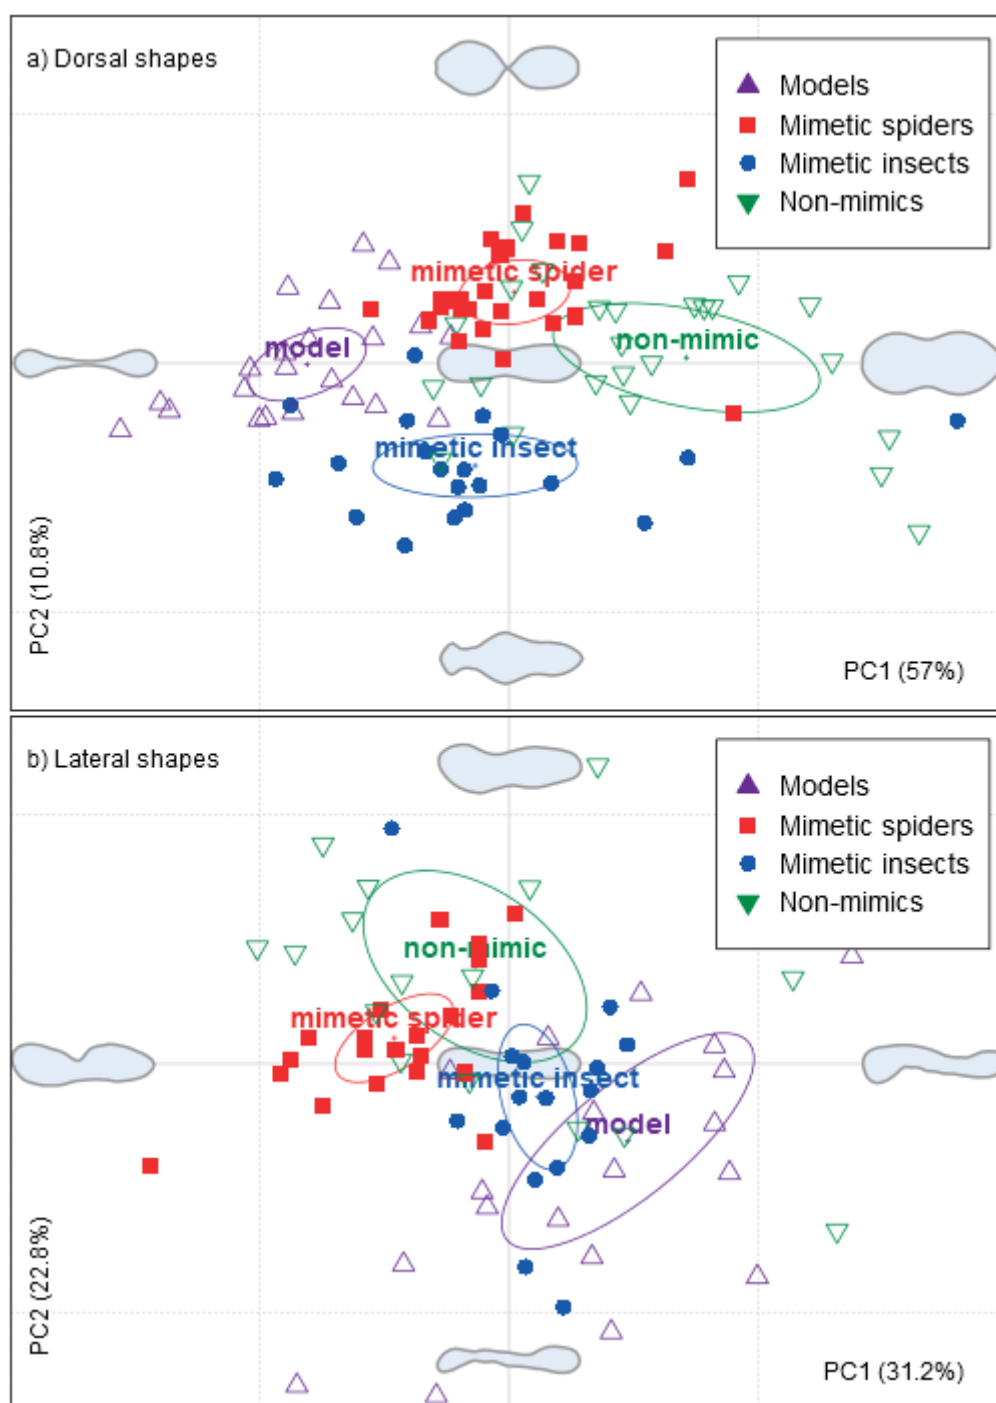 a) Dorsal shapes
Models
Mimetic spiders
Mimetic insects
Non-mimics
mimetic spider
non-mimic
model
mimetic insect
PC2 (10.8%)
PC1 (57%)
b) Lateral shapes
Models
Mimetic spiders
Mimetic insects
Non-mimics
non-mimic
mimetic spider
mimetic insect
model
PC2 (22.8%)
PC1 (31.2%)